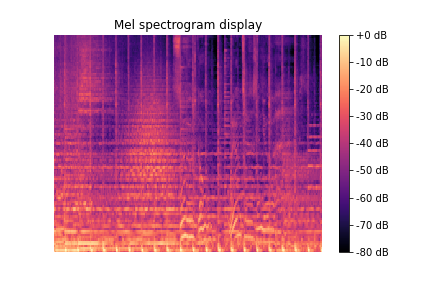 Mel spectrogram display
+0 dB
-10 dB
-20 dB
-30 dB
-40 dB
-50 dB
-60 dB
-70 dB
-80 dB